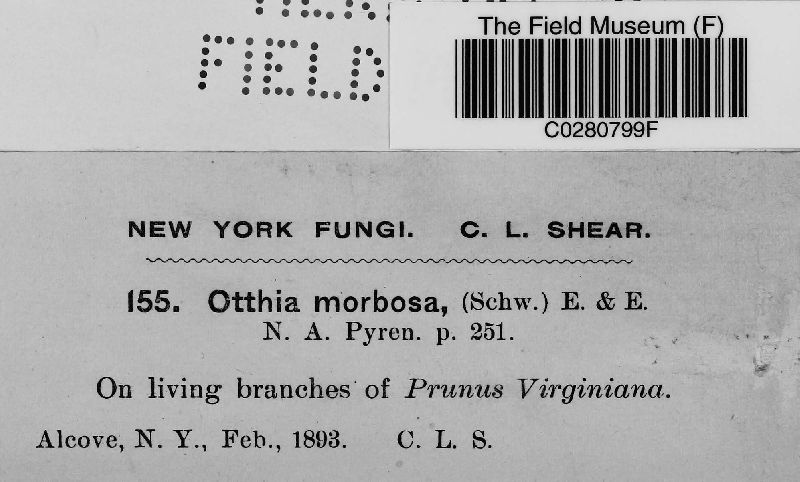 FIELD
The Field Museum (F)
C0280799F
NEW YORK FUNGI. C. L. SHEAR.
155. Otthia morbosa, (Schw.) E. & E.
N. A. Pyren. p. 251.
On living branches of Prunus Virginiana.
Alcove, N. Y., Feb., 1893. C. L. S.